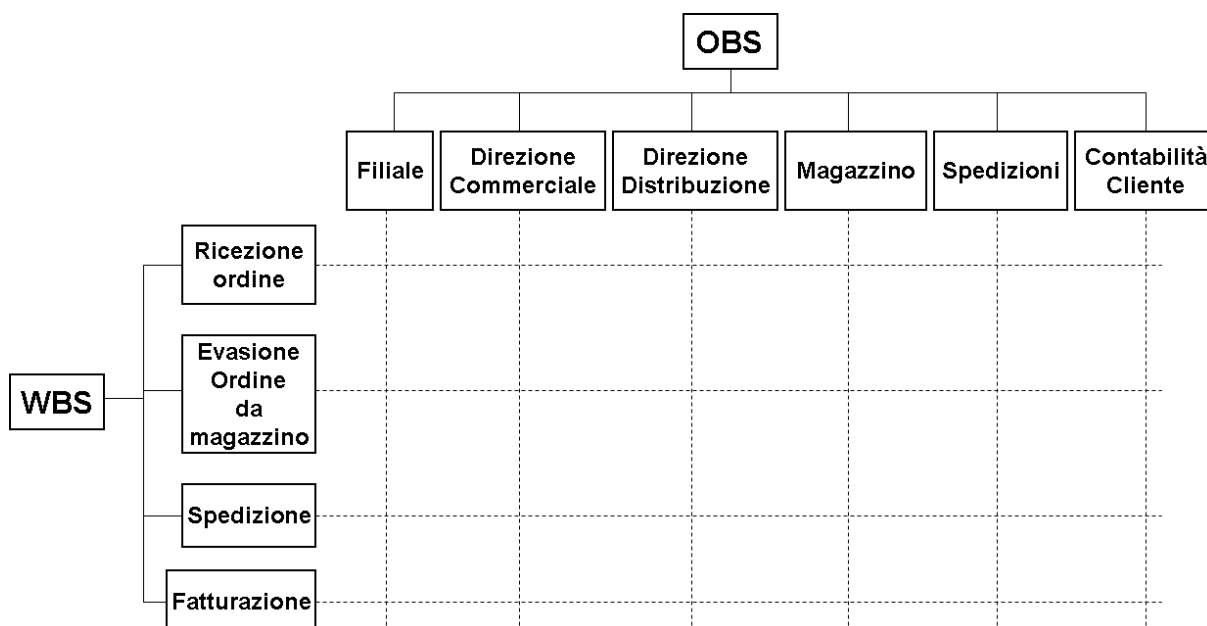 OBS
Filiale
Direzione
Commerciale
Direzione
Distribuzione
Magazzino
Spedizioni
Contabilità
Cliente
Ricezione
ordine
Evasione
Ordine
da
magazzino
WBS
Spedizione
Fatturazione